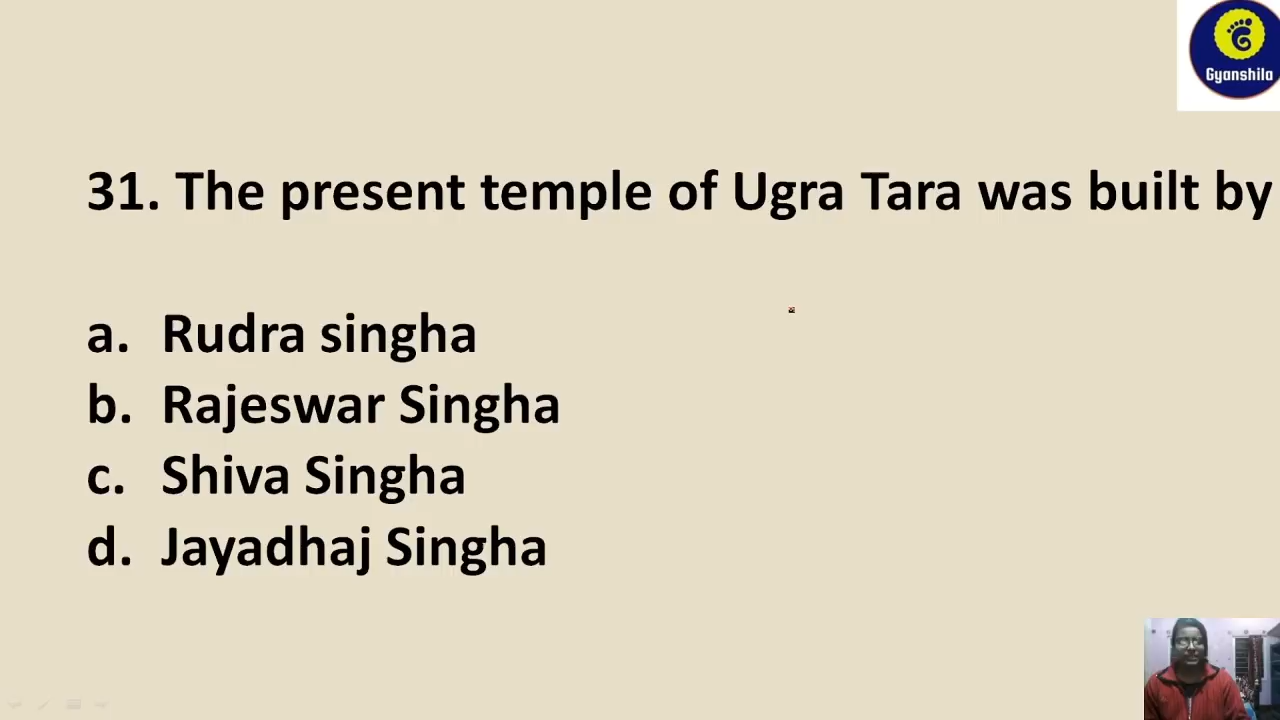 Gyanshila
31. The present temple of Ugra Tara was built by
a. Rudra singha
b. Rajeswar Singha
c. Shiva Singha
d. Jayadhaj Singha